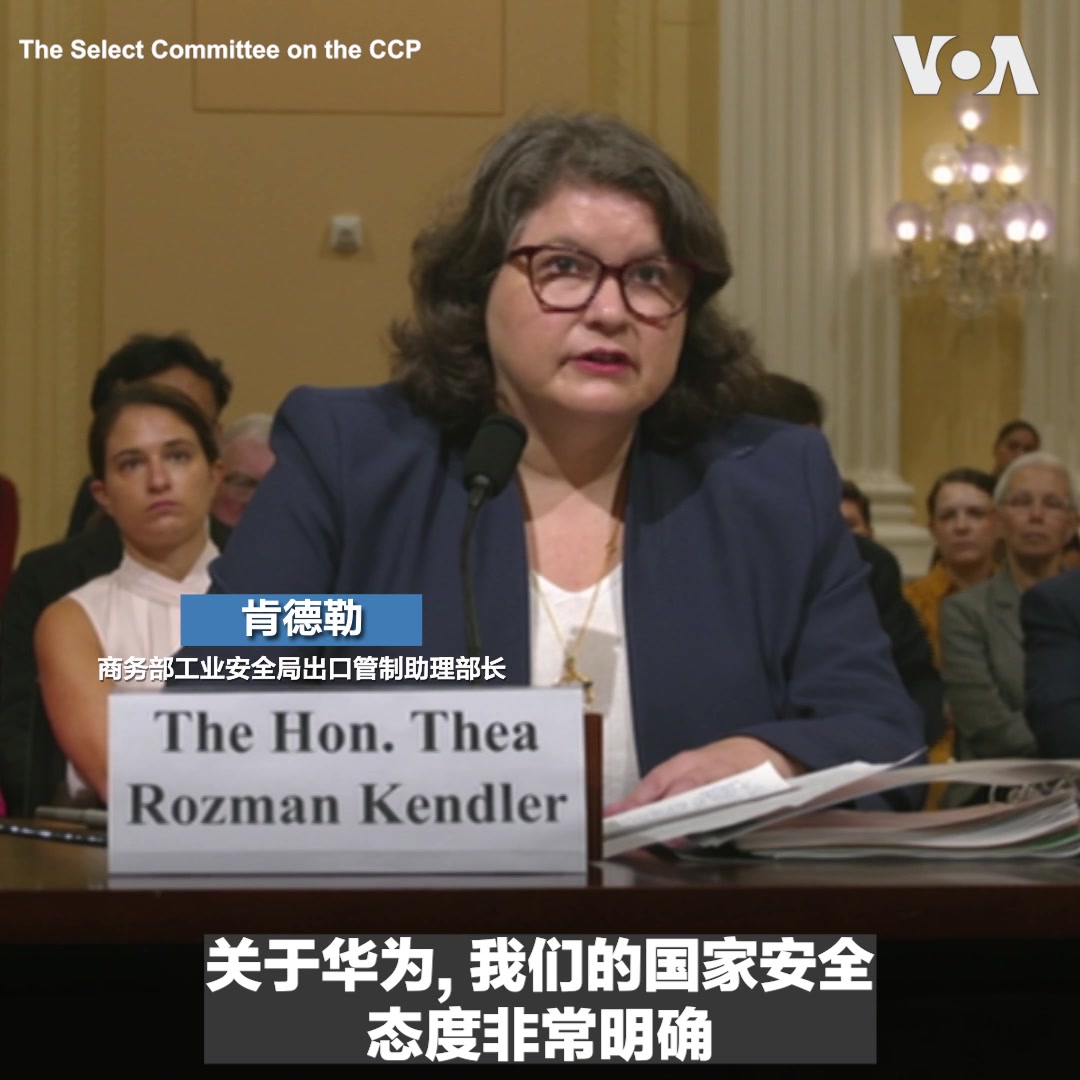 The Select Committee on the CCP
VOA
肯德勒
商务部工业安全局出口管制助理部长
The Hon. Thea
Rozman Kendler
关于华为, 我们的国家安全
态度非常明确